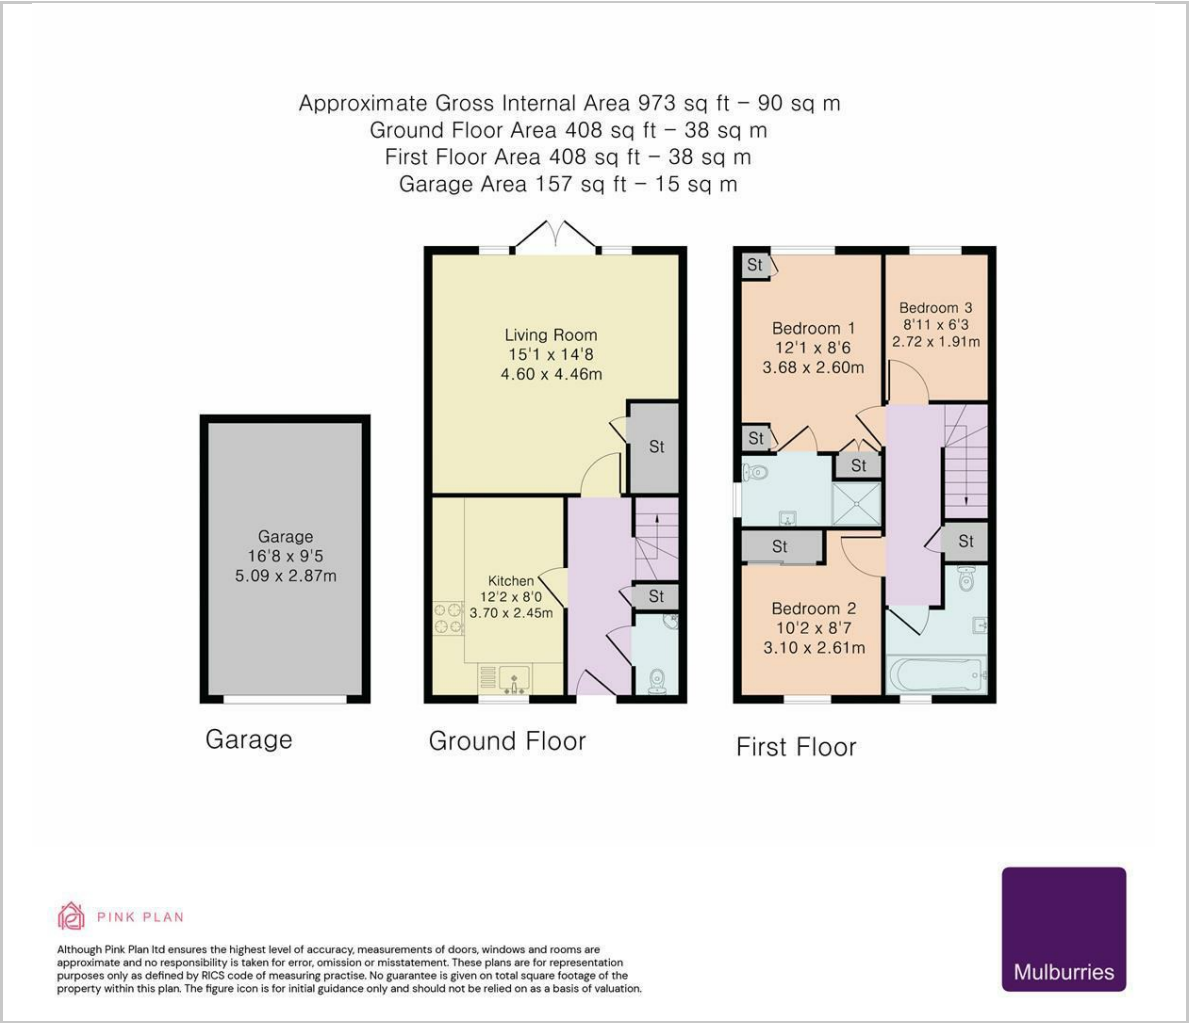 Approximate Gross Internal Area 973 sq ft – 90 sq m
Ground Floor Area 408 sq ft – 38 sq m
First Floor Area 408 sq ft – 38 sq m
Garage Area 157 sq ft – 15 sq m
Garage
16'8 x 9'5
5.09 x 2.87m
Garage
Living Room
15'1 x 14'8
4.60 x 4.46m
St
Kitchen
12'2 x 8'0
3.70 x 2.45m
St
Ground Floor
St
Bedroom 1
12'1 x 8'6
3.68 x 2.60m
Bedroom 3
8'11 x 6'3
2.72 x 1.91m
St
St
St
St
Bedroom 2
10'2 x 8'7
3.10 x 2.61m
First Floor
PINK PLAN
Although Pink Plan ltd ensures the highest level of accuracy, measurements of doors, windows and rooms are
approximate and no responsibility is taken for error, omission or misstatement. These plans are for representation
purposes only as defined by RICS code of measuring practise. No guarantee is given on total square footage of the
property within this plan. The figure icon is for initial guidance only and should not be relied on as a basis of valuation.
Mulburries